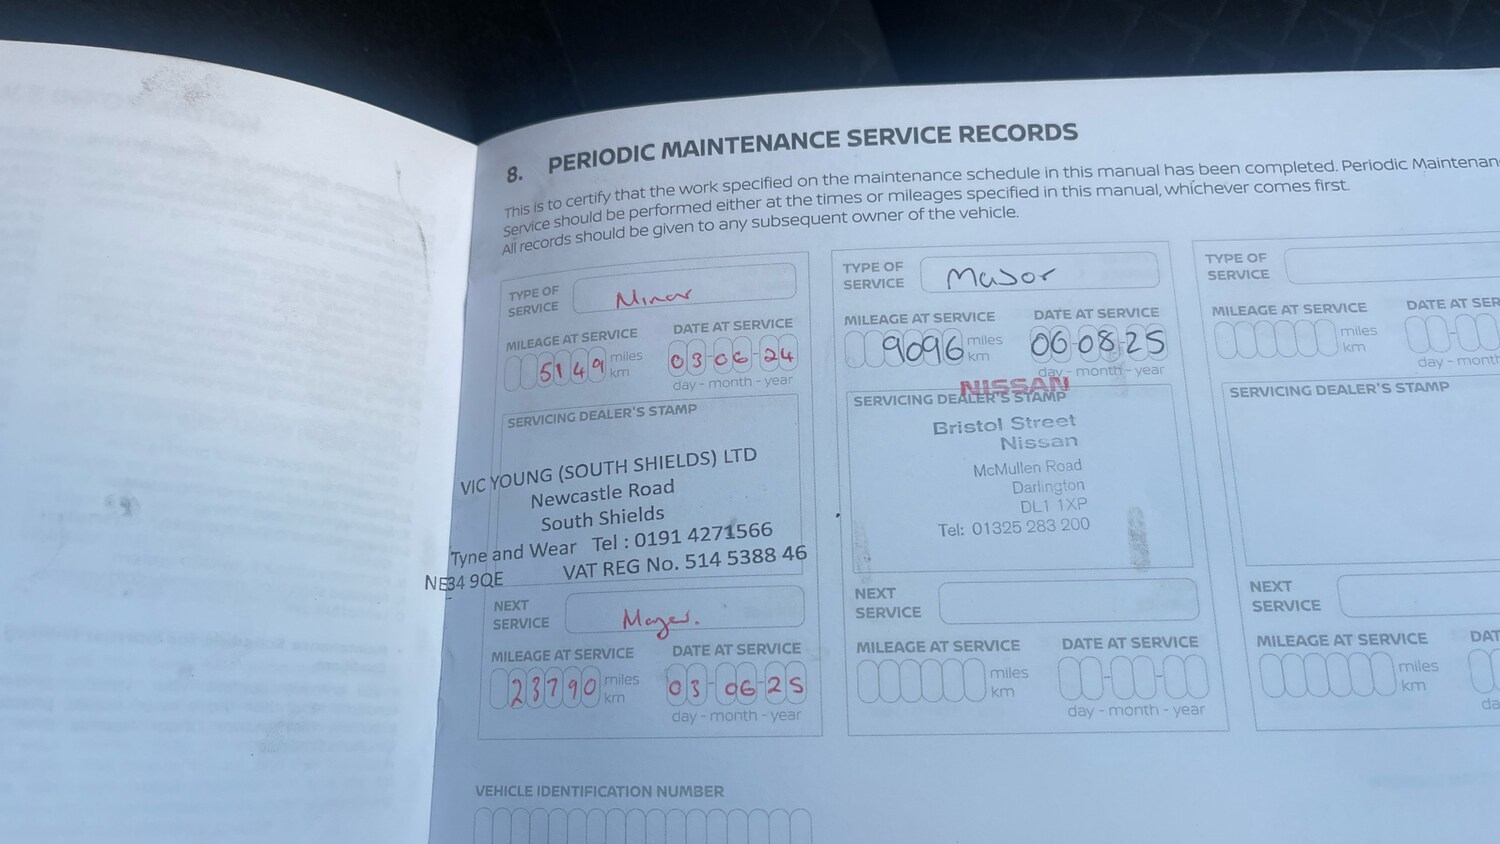 8. PERIODIC MAINTENANCE SERVICE RECORDS
This is to certify that the work specified on the maintenance schedule in this manual has been completed. Periodic Maintenan
Service should be performed either at the times or mileages specified in this manual, whichever comes first.
All records should be given to any subsequent owner of the vehicle.
TYPE OF
SERVICE
Minor
MILEAGE AT SERVICE
5149
miles
km
DATE AT SERVICE
03-06-24
day - month - year
SERVICING DEALER'S STAMP
VIC YOUNG (SOUTH SHIELDS) LTD
Newcastle Road
South Shields
Tyne and Wear Tel : 0191 4271566
NE34 9QE VAT REG No. 514 5388 46
NEXT
SERVICE
Mayer.
MILEAGE AT SERVICE
23790
miles
km
DATE AT SERVICE
03-06-25
day - month - year
TYPE OF
SERVICE
Major
MILEAGE AT SERVICE
9096
miles
km
DATE AT SERVICE
06-08-25
day - month - year
NISSAN
SERVICING DEALER'S STAMP
Bristol Street
Nissan
McMullen Road
Darlington
DL1 1XP
Tel: 01325 283 200
NEXT
SERVICE
MILEAGE AT SERVICE
miles
km
DATE AT SERVICE
day - month - year
TYPE OF
SERVICE
MILEAGE AT SERVICE
miles
km
DATE AT SER
day - month
SERVICING DEALER'S STAMP
NEXT
SERVICE
MILEAGE AT SERVICE
miles
km
DAT
da
VEHICLE IDENTIFICATION NUMBER